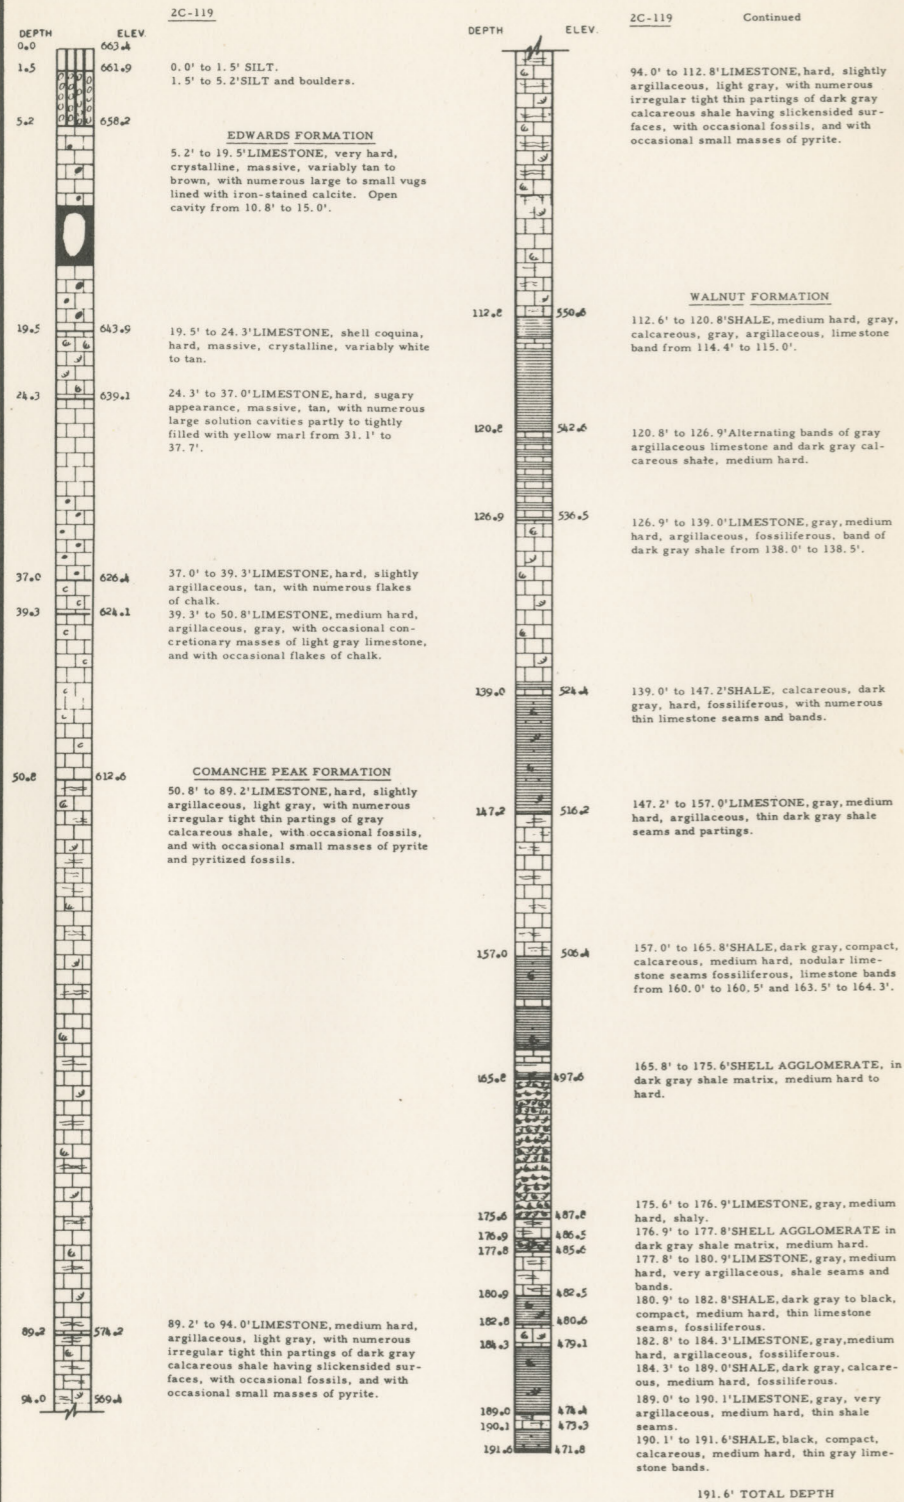 2C-119
DEPTH ELEV.
0.0 663.4
1.5 661.9
0.0' to 1.5' SILT.
1.5' to 5.2'SILT and boulders.
5.2 658.2
EDWARDS FORMATION
5.2' to 19.5'LIMESTONE, very hard,
crystalline, massive, variably tan to
brown, with numerous large to small vugs
lined with iron-stained calcite. Open
cavity from 10.8' to 15.0'.
19.5 643.9
19.5' to 24.3'LIMESTONE, shell coquina,
hard, massive, crystalline, variably white
to tan.
24.3 639.1
24.3' to 37.0'LIMESTONE, hard, sugary
appearance, massive, tan, with numerous
large solution cavities partly to tightly
filled with yellow marl from 31.1' to
37.7'.
37.0 626.4
37.0' to 39.3'LIMESTONE, hard, slightly
argillaceous, tan, with numerous flakes
of chalk.
39.3 624.1
39.3' to 50.8'LIMESTONE, medium hard,
argillaceous, gray, with occasional con-
cretionary masses of light gray limestone,
and with occasional flakes of chalk.
50.8 612.6
COMANCHE PEAK FORMATION
50.8' to 89.2'LIMESTONE, hard, slightly
argillaceous, light gray, with numerous
irregular tight thin partings of gray
calcareous shale, with occasional fossils,
and with occasional small masses of pyrite
and pyritized fossils.
89.2 574.2
89.2' to 94.0'LIMESTONE, medium hard,
argillaceous, light gray, with numerous
irregular tight thin partings of dark gray
calcareous shale having slickensided sur-
faces, with occasional fossils, and with
occasional small masses of pyrite.
94.0 569.4
2C-119 Continued
DEPTH ELEV.
94.0' to 112.8'LIMESTONE, hard, slightly
argillaceous, light gray, with numerous
irregular tight thin partings of dark gray
calcareous shale having slickensided sur-
faces, with occasional fossils, and with
occasional small masses of pyrite.
WALNUT FORMATION
112.8 550.6
112.6' to 120.8'SHALE, medium hard, gray,
calcareous, gray, argillaceous, limestone
band from 114.4' to 115.0'.
120.8 542.6
120.8' to 126.9'Alternating bands of gray
argillaceous limestone and dark gray cal-
careous shale, medium hard.
126.9 536.5
126.9' to 139.0'LIMESTONE, gray, medium
hard, argillaceous, fossiliferous, band of
dark gray shale from 138.0' to 138.5'.
139.0 524.4
139.0' to 147.2'SHALE, calcareous, dark
gray, hard, fossiliferous, with numerous
thin limestone seams and bands.
147.2 516.2
147.2' to 157.0'LIMESTONE, gray, medium
hard, argillaceous, thin dark gray shale
seams and partings.
157.0 506.4
157.0' to 165.8'SHALE, dark gray, compact,
calcareous, medium hard, nodular lime-
stone seams fossiliferous, limestone bands
from 160.0' to 160.5' and 163.5' to 164.3'.
165.8 497.6
165.8' to 175.6'SHELL AGGLOMERATE, in
dark gray shale matrix, medium hard to
hard.
175.6 487.8
175.6' to 176.9'LIMESTONE, gray, medium
hard, shaly.
176.9 486.5
176.9' to 177.8'SHELL AGGLOMERATE in
dark gray shale matrix, medium hard.
177.8 485.6
177.8' to 180.9'LIMESTONE, gray, medium
hard, very argillaceous, shale seams and
bands.
180.9 482.5
180.9' to 182.8'SHALE, dark gray to black,
compact, medium hard, thin limestone
seams, fossiliferous.
182.8 480.6
182.8' to 184.3'LIMESTONE, gray, medium
hard, argillaceous, fossiliferous.
184.3 479.1
184.3' to 189.0'SHALE, dark gray, calcare-
ous, medium hard, fossiliferous.
189.0 474.4
189.0' to 190.1'LIMESTONE, gray, very
argillaceous, medium hard, thin shale
seams.
190.1 473.3
190.1' to 191.6'SHALE, black, compact,
calcareous, medium hard, thin gray lime-
stone bands.
191.6 471.8
191.6' TOTAL DEPTH